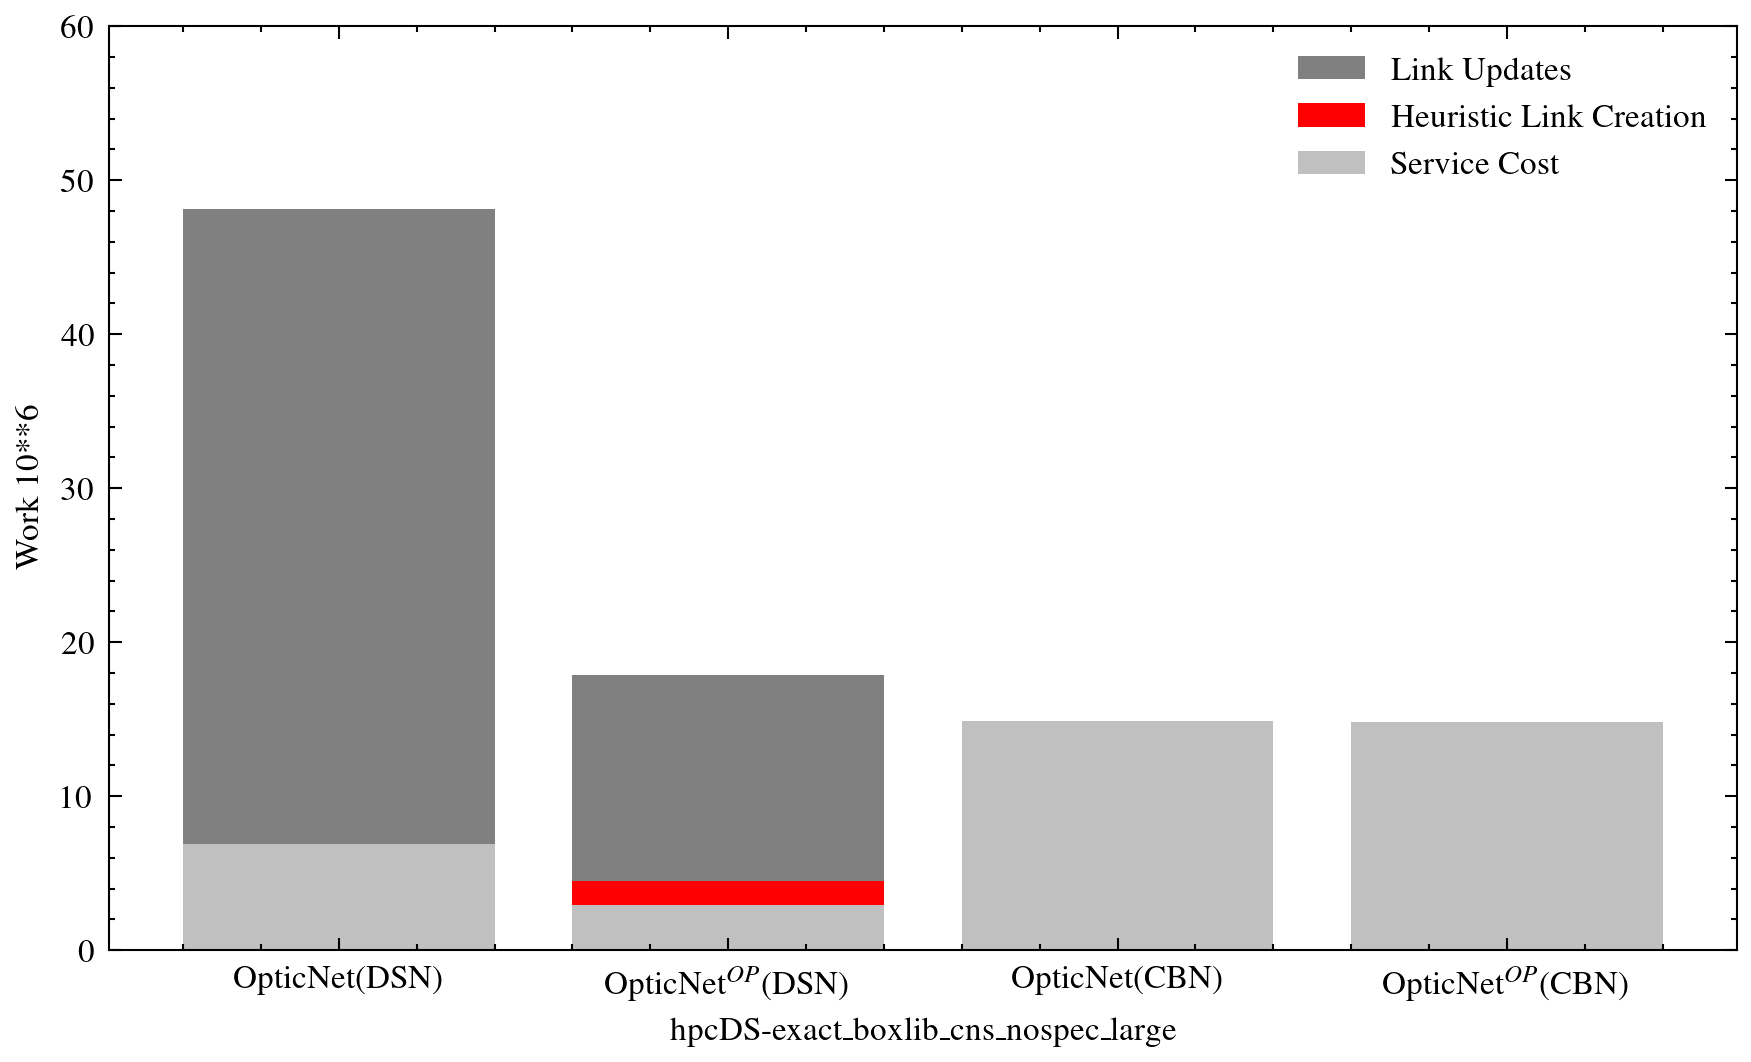 60
50
40
30
20
10
0
Work 10**6
Link Updates
Heuristic Link Creation
Service Cost
OpticNet(DSN)
OpticNet^{OP}(DSN)
OpticNet(CBN)
OpticNet^{OP}(CBN)
hpcDS-exact_boxlib_cns_nospec_large